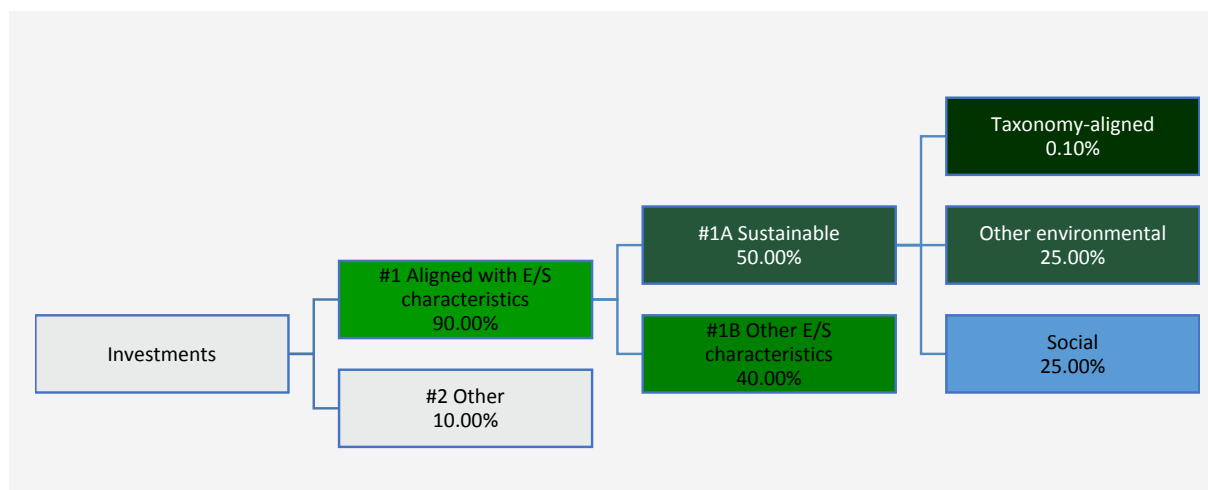 Investments
#1 Aligned with E/S
characteristics
90.00%
#2 Other
10.00%
#1A Sustainable
50.00%
#1B Other E/S
characteristics
40.00%
Taxonomy-aligned
0.10%
Other environmental
25.00%
Social
25.00%